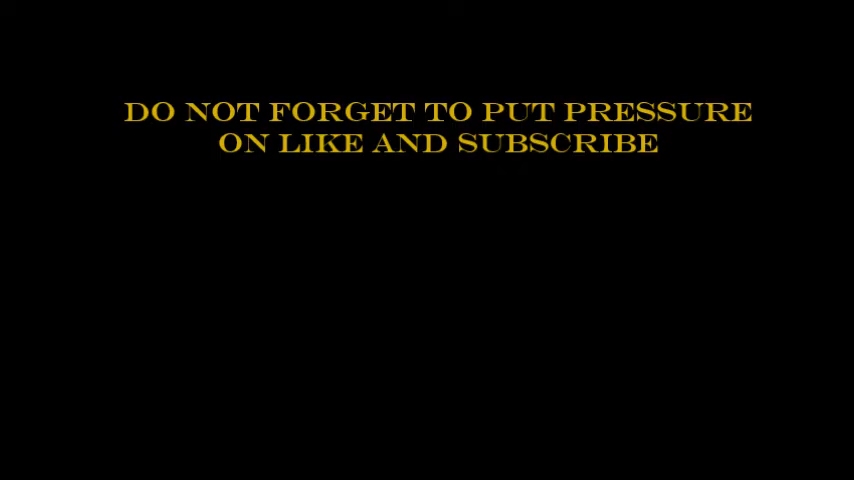 DO NOT FORGET TO PUT PRESSURE
ON LIKE AND SUBSCRIBE